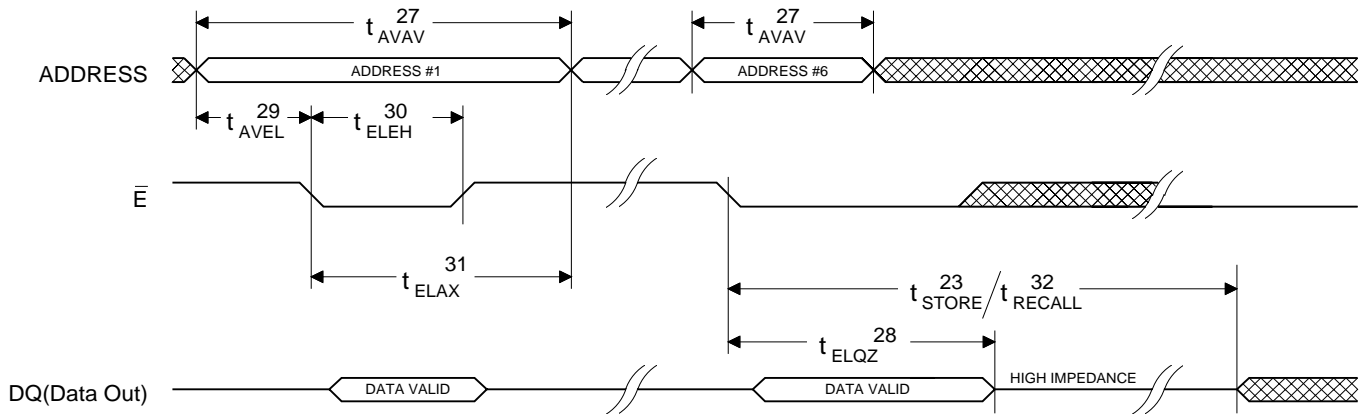 27
t AVAV
27
t AVAV
ADDRESS
ADDRESS #1
ADDRESS #6
29
t AVEL
30
t ELEH
E̅
31
t ELAX
23 32
t STORE / t RECALL
28
t ELQZ
DQ(Data Out)
DATA VALID
DATA VALID
HIGH IMPEDANCE